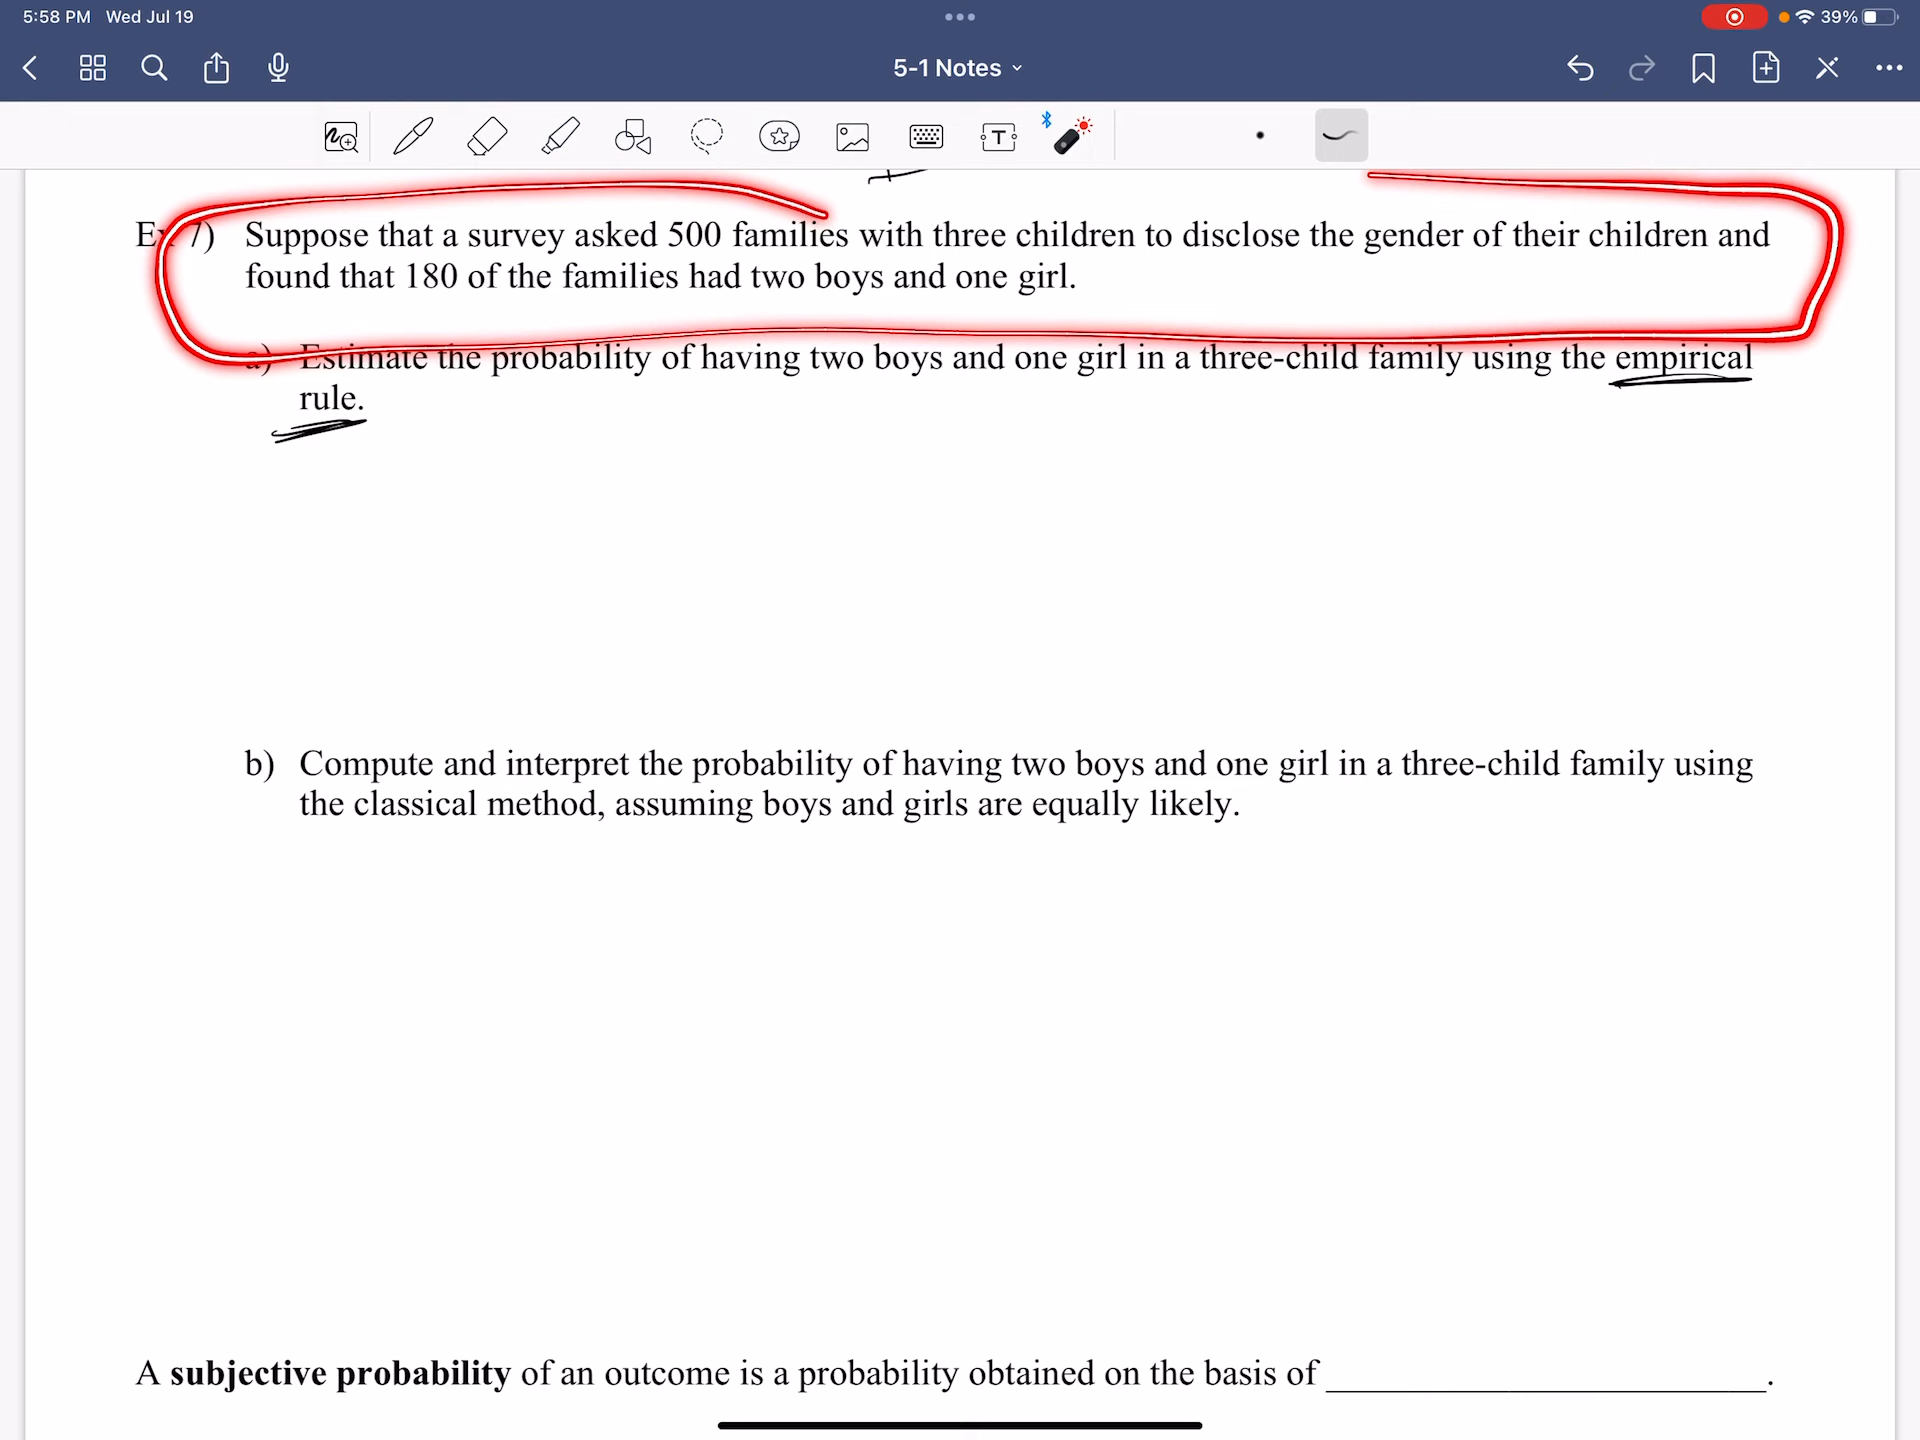 5:58 PM Wed Jul 19
39%
5-1 Notes
T
Ex 7) Suppose that a survey asked 500 families with three children to disclose the gender of their children and
found that 180 of the families had two boys and one girl.
a) Estimate the probability of having two boys and one girl in a three-child family using the empirical
rule.
b) Compute and interpret the probability of having two boys and one girl in a three-child family using
the classical method, assuming boys and girls are equally likely.
A subjective probability of an outcome is a probability obtained on the basis of ______________________.